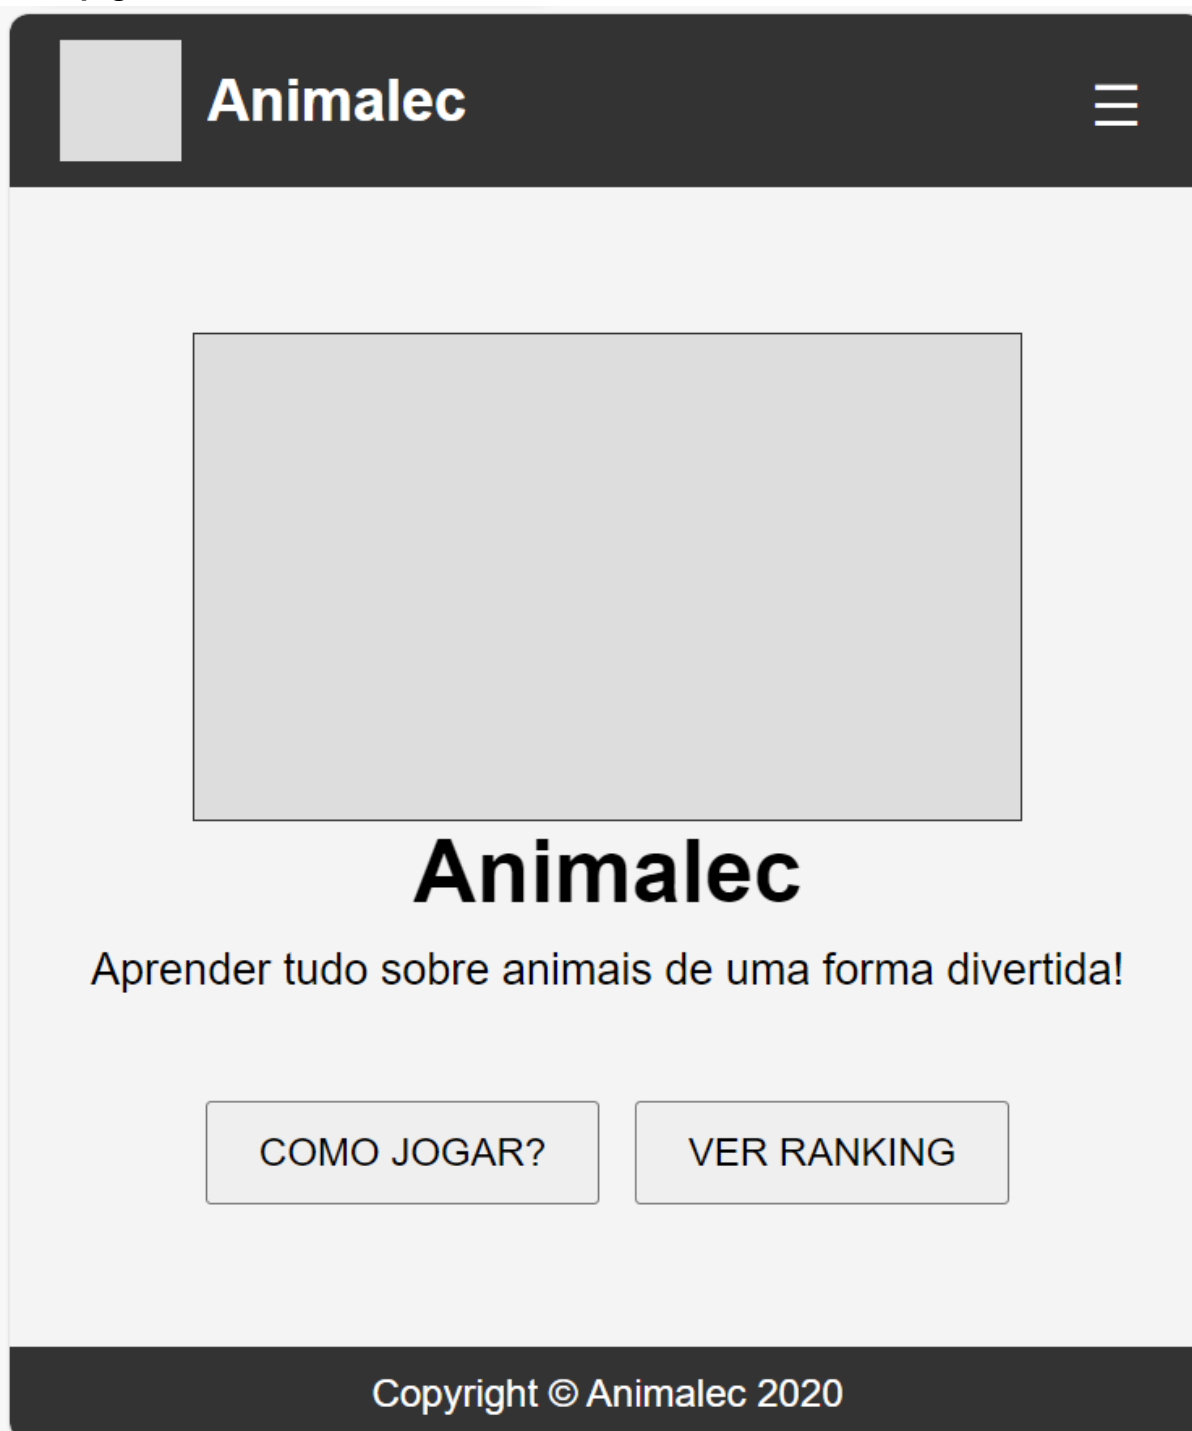 Animalec
Animalec
Aprender tudo sobre animais de uma forma divertida!
COMO JOGAR? VER RANKING
Copyright © Animalec 2020